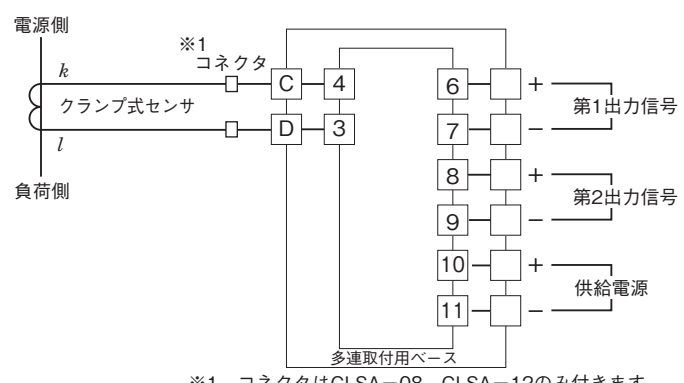 電源側
※1
コネクタ
k
クランプ式センサ
l
負荷側
C
4
D
3
6
+
7
−
第1出力信号
8
+
9
−
第2出力信号
10
+
11
−
供給電源
多連取付用ベース
※1 コネクタはCLSA−08、CLSA−12のみ付きます